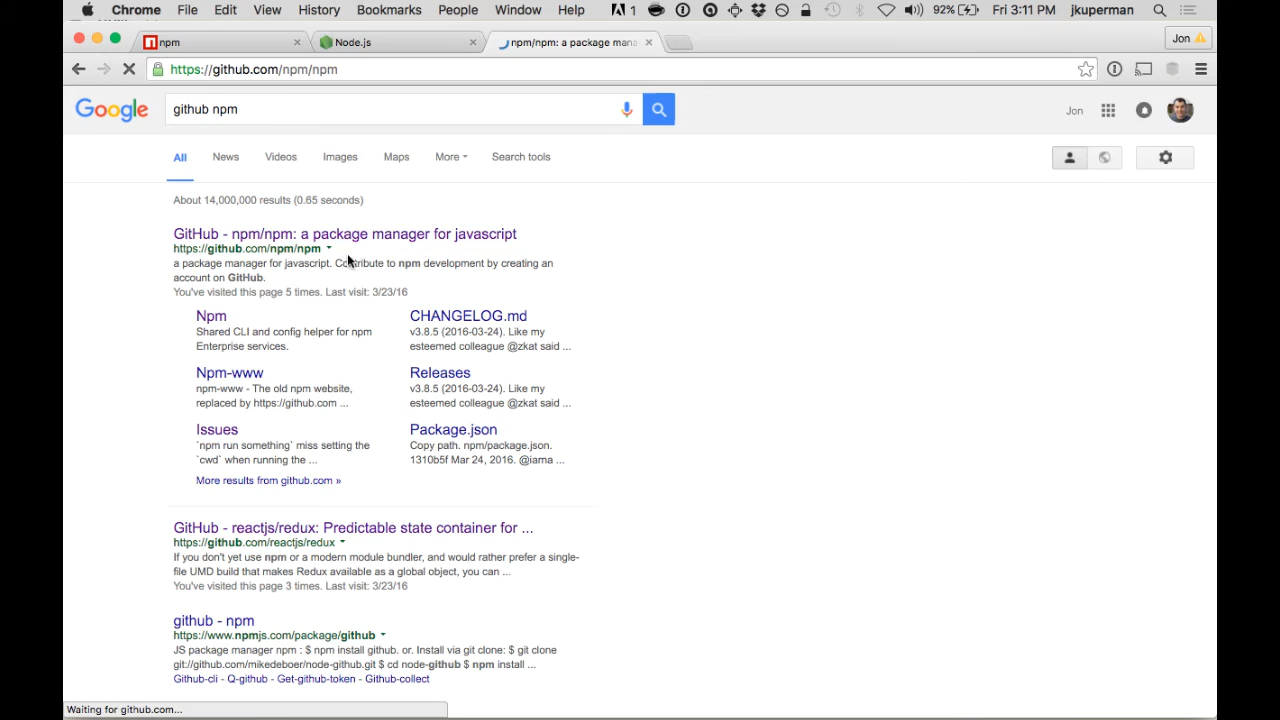 Chrome File Edit View History Bookmarks People Window Help 1 92% Fri 3:11 PM jkuperman
npm Node.js npm/npm: a package mana Jon
https://github.com/npm/npm
Google github npm Jon
All News Videos Images Maps More Search tools
About 14,000,000 results (0.65 seconds)
GitHub - npm/npm: a package manager for javascript
https://github.com/npm/npm
a package manager for javascript. Contribute to npm development by creating an
account on GitHub.
You've visited this page 5 times. Last visit: 3/23/16
Npm
Shared CLI and config helper for npm
Enterprise services.
CHANGELOG.md
v3.8.5 (2016-03-24). Like my
esteemed colleague @zkat said ...
Npm-www
npm-www - The old npm website,
replaced by https://github.com ...
Releases
v3.8.5 (2016-03-24). Like my
esteemed colleague @zkat said ...
Issues
`npm run something` miss setting the
`cwd` when running the ...
Package.json
Copy path. npm/package.json.
1310b5f Mar 24, 2016. @iarna ...
More results from github.com »
GitHub - reactjs/redux: Predictable state container for ...
https://github.com/reactjs/redux
If you don't yet use npm or a modern module bundler, and would rather prefer a single-
file UMD build that makes Redux available as a global object, you can ...
You've visited this page 3 times. Last visit: 3/23/16
github - npm
https://www.npmjs.com/package/github
JS package manager npm : $ npm install github. or. Install via git clone: $ git clone
git://github.com/mikedeboer/node-github.git $ cd node-github $ npm install ...
Github-cli - Q-github - Get-github-token - Github-collect
Waiting for github.com...